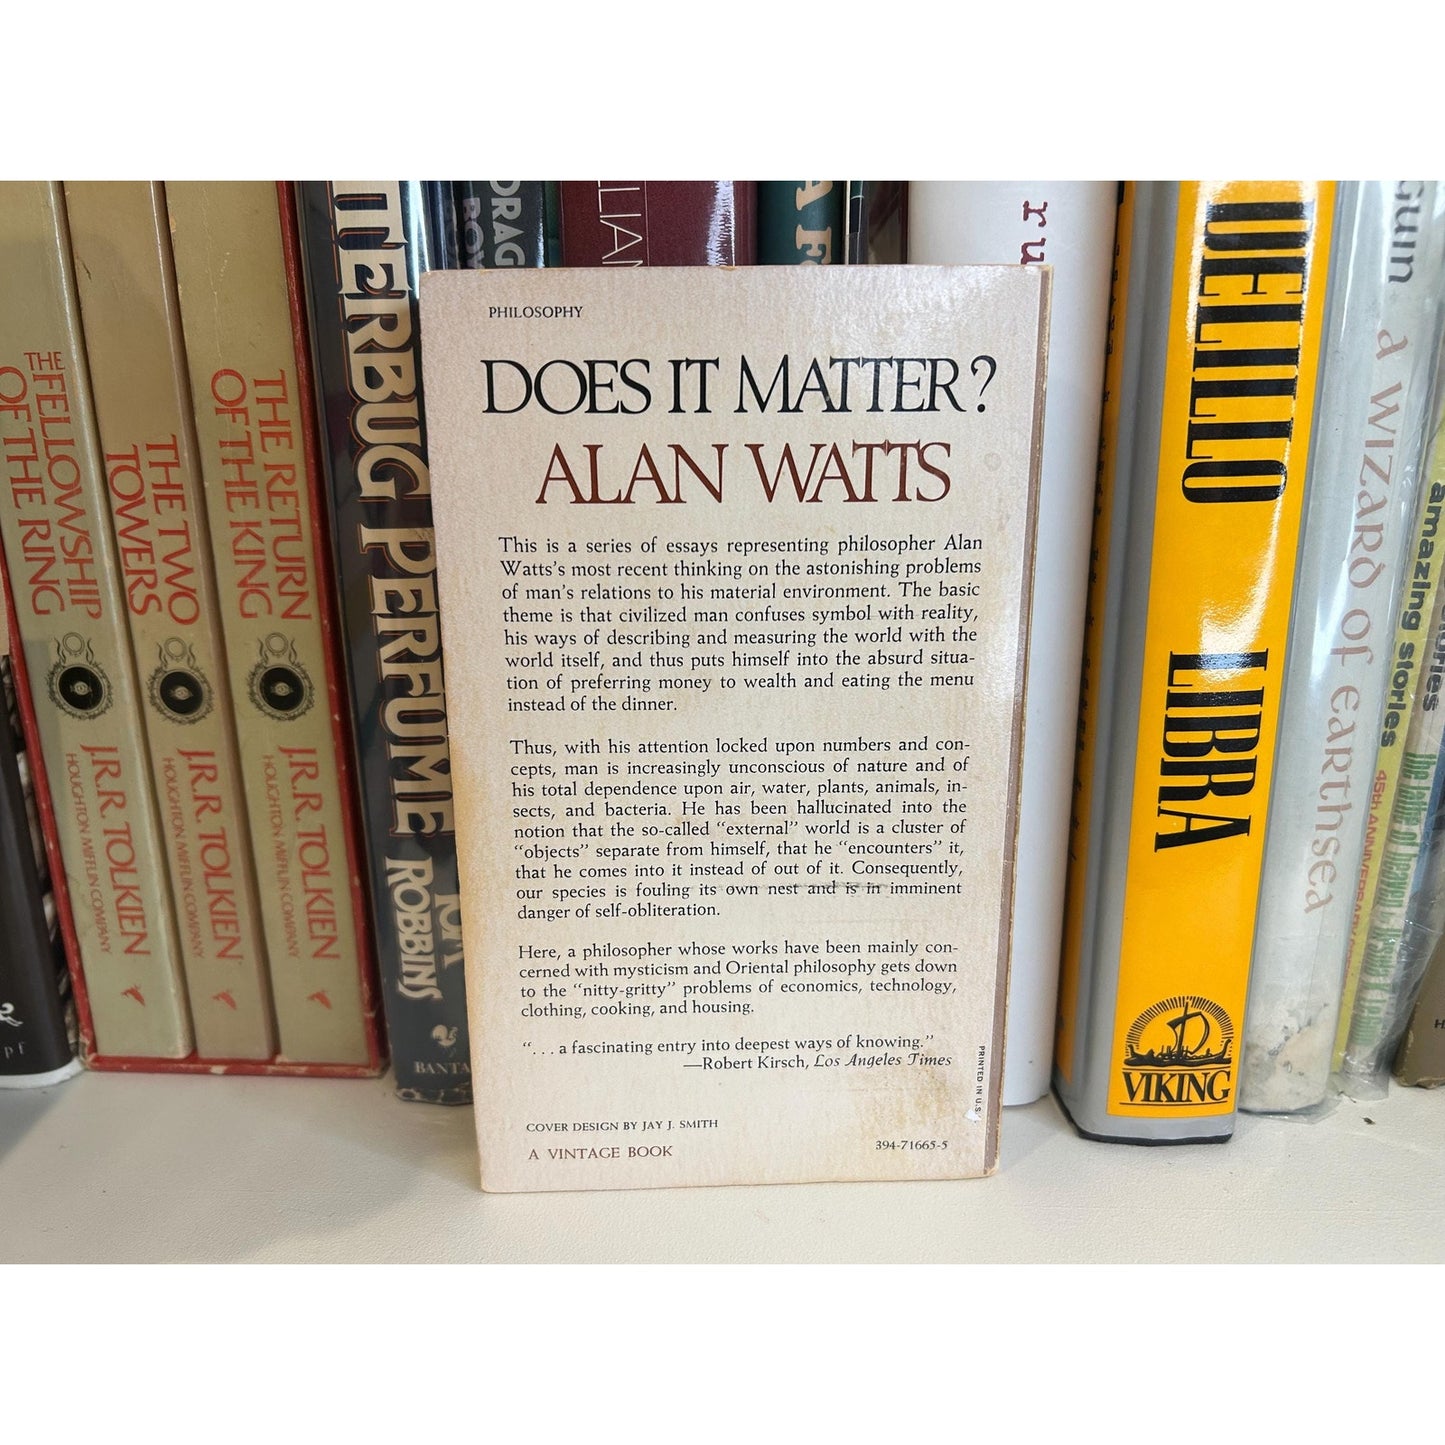 THE FELLOWSHIP
OF THE RING
J.R.R. TOLKIEN
HOUGHTON MIFFLIN COMPANY
THE TWO
TOWERS
J.R.R. TOLKIEN
HOUGHTON MIFFLIN COMPANY
THE RETURN
OF THE KING
J.R.R. TOLKIEN
HOUGHTON MIFFLIN COMPANY
TTERBUG PERFUME
ROBBINS
BANTA
DRAG
LLIAM
PHILOSOPHY
DOES IT MATTER?
ALAN WATTS
This is a series of essays representing philosopher Alan
Watts's most recent thinking on the astonishing problems
of man's relations to his material environment. The basic
theme is that civilized man confuses symbol with reality,
his ways of describing and measuring the world with the
world itself, and thus puts himself into the absurd situa-
tion of preferring money to wealth and eating the menu
instead of the dinner.
Thus, with his attention locked upon numbers and con-
cepts, man is increasingly unconscious of nature and of
his total dependence upon air, water, plants, animals, in-
sects, and bacteria. He has been hallucinated into the
notion that the so-called "external" world is a cluster of
"objects" separate from himself, that he "encounters" it,
that he comes into it instead of out of it. Consequently,
our species is fouling its own nest and is in imminent
danger of self-obliteration.
Here, a philosopher whose works have been mainly con-
cerned with mysticism and Oriental philosophy gets down
to the "nitty-gritty" problems of economics, technology,
clothing, cooking, and housing.
". . . a fascinating entry into deepest ways of knowing."
—Robert Kirsch, Los Angeles Times
COVER DESIGN BY JAY J. SMITH
A VINTAGE BOOK
394-71665-5
PRINTED IN U.S.
ru
DELILLO
LIBRA
VIKING
Guin
a wizard of earthsea
amazing stories
45th ANNIVERSARY